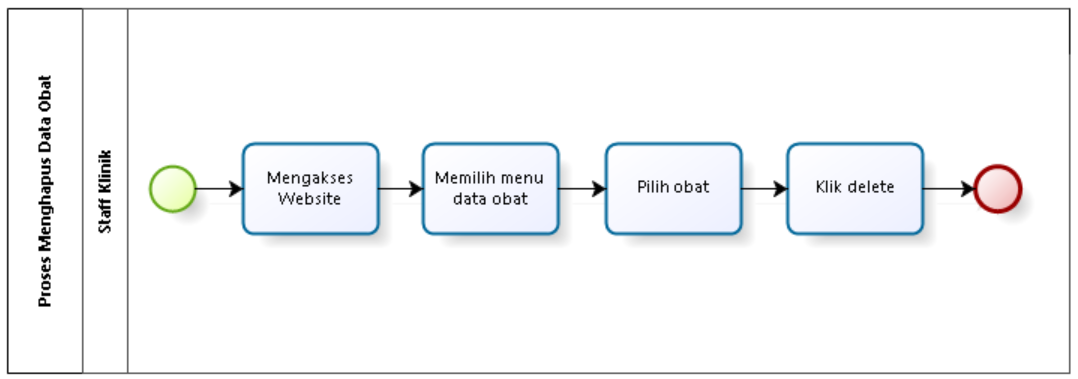 Proses Menghapus Data Obat
Staff Klinik
Mengakses
Website
Memilih menu
data obat
Pilih obat
Klik delete